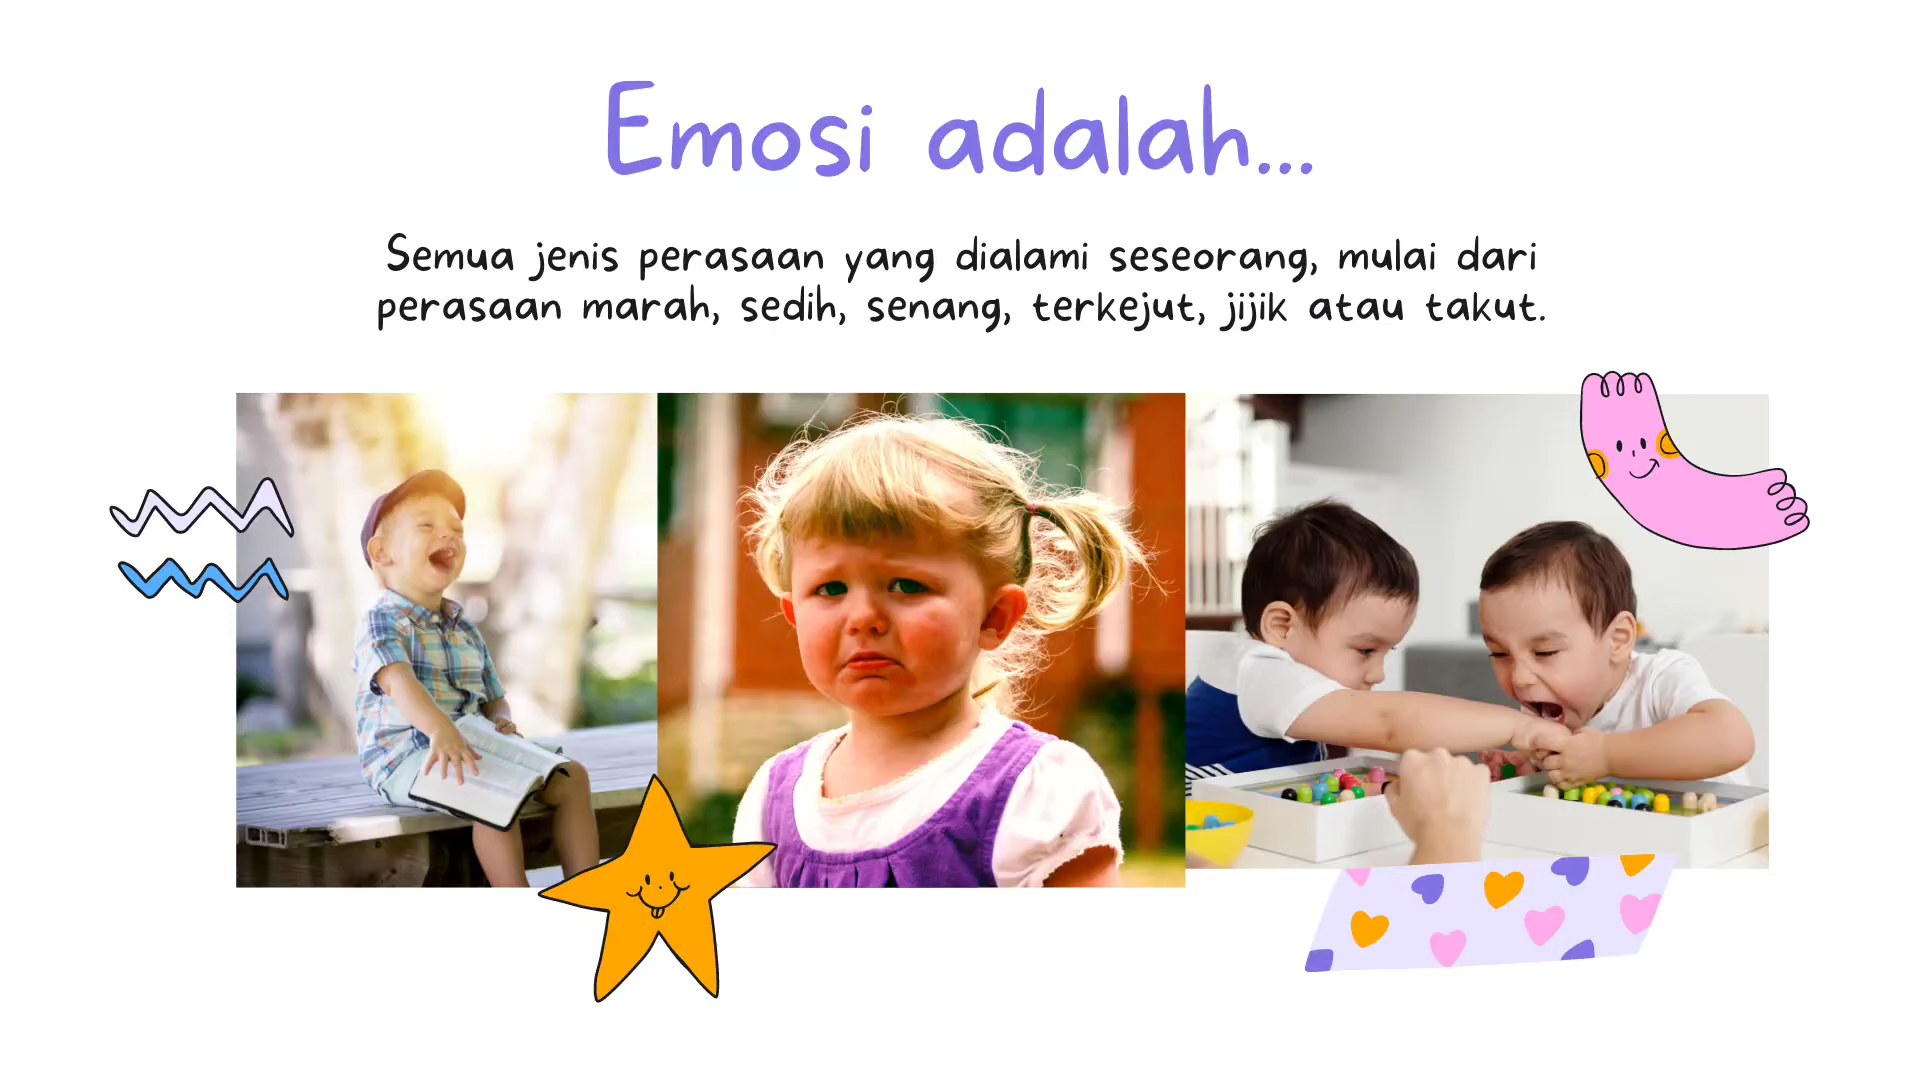 Emosi adalah...
Semua jenis perasaan yang dialami seseorang, mulai dari
perasaan marah, sedih, senang, terkejut, jijik atau takut.